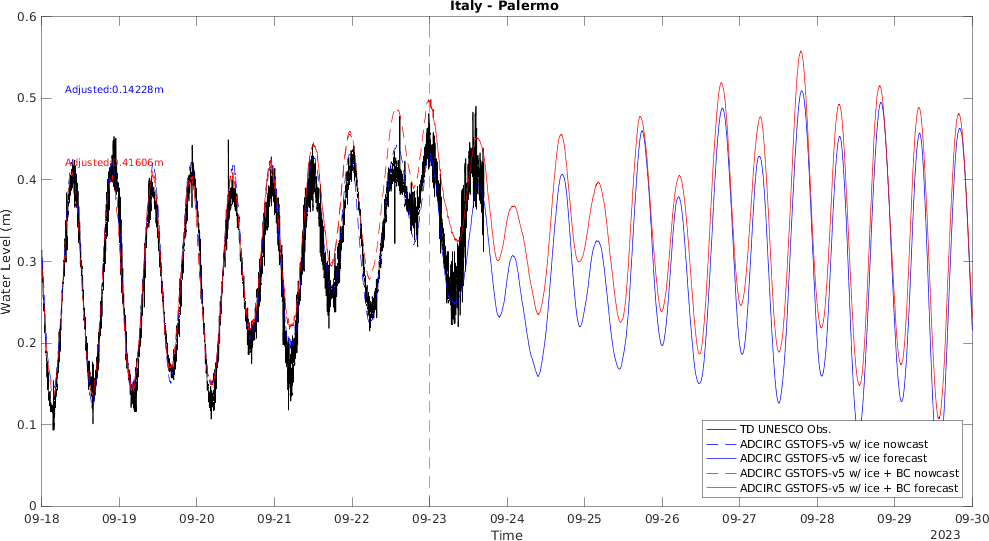 Italy - Palermo
0.6
0.5
0.4
0.3
0.2
0.1
0
Water Level (m)
Adjusted:0.14228m
Adjusted:0.41606m
TD UNESCO Obs.
ADCIRC GSTOFS-v5 w/ ice nowcast
ADCIRC GSTOFS-v5 w/ ice forecast
ADCIRC GSTOFS-v5 w/ ice + BC nowcast
ADCIRC GSTOFS-v5 w/ ice + BC forecast
09-18 09-19 09-20 09-21 09-22 09-23 09-24 09-25 09-26 09-27 09-28 09-29 09-30
Time
2023